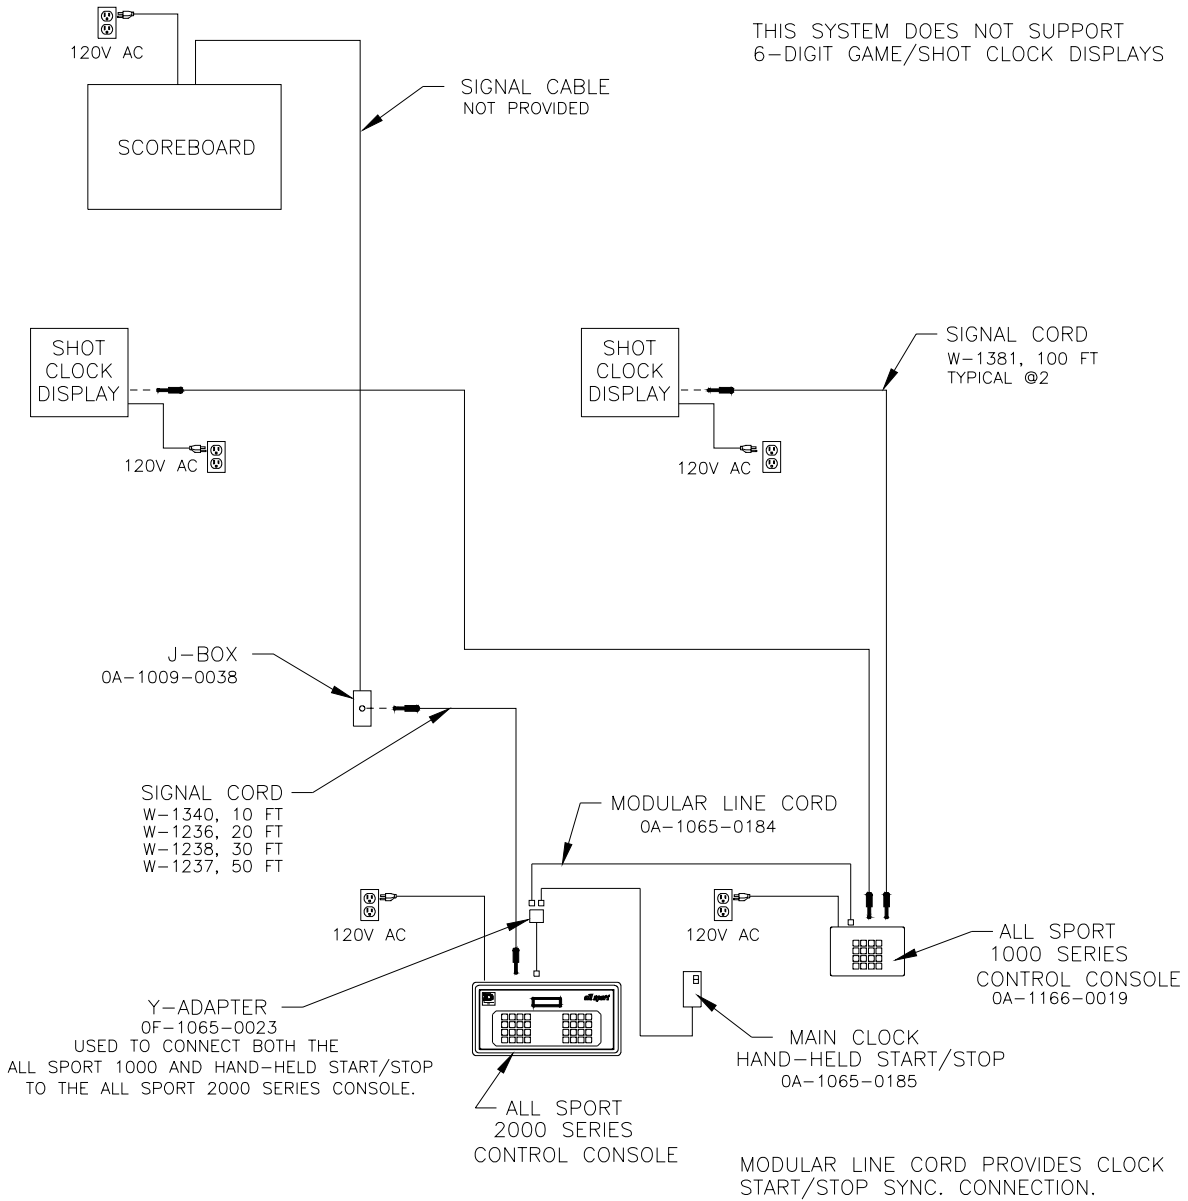 THIS SYSTEM DOES NOT SUPPORT
6-DIGIT GAME/SHOT CLOCK DISPLAYS
120V AC
SIGNAL CABLE
NOT PROVIDED
SCOREBOARD
SHOT
CLOCK
DISPLAY
120V AC
SHOT
CLOCK
DISPLAY
120V AC
SIGNAL CORD
W-1381, 100 FT
TYPICAL @2
J-BOX
0A-1009-0038
SIGNAL CORD
W-1340, 10 FT
W-1236, 20 FT
W-1238, 30 FT
W-1237, 50 FT
MODULAR LINE CORD
0A-1065-0184
120V AC
120V AC
ALL SPORT
1000 SERIES
CONTROL CONSOLE
0A-1166-0019
Y-ADAPTER
0F-1065-0023
USED TO CONNECT BOTH THE
ALL SPORT 1000 AND HAND-HELD START/STOP
TO THE ALL SPORT 2000 SERIES CONSOLE.
all sport
MAIN CLOCK
HAND-HELD START/STOP
0A-1065-0185
ALL SPORT
2000 SERIES
CONTROL CONSOLE
MODULAR LINE CORD PROVIDES CLOCK
START/STOP SYNC. CONNECTION.